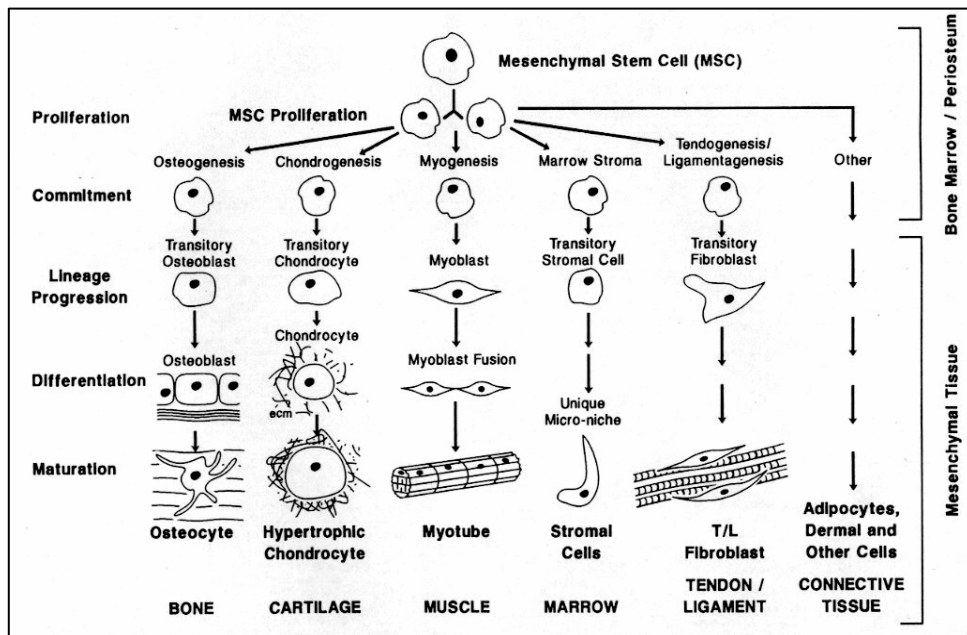 Mesenchymal Stem Cell (MSC)
Proliferation
MSC Proliferation
Osteogenesis
Chondrogenesis
Myogenesis
Marrow Stroma
Tendogenesis/
Ligamentagenesis
Other
Commitment
Transitory
Osteoblast
Transitory
Chondrocyte
Myoblast
Transitory
Stromal Cell
Transitory
Fibroblast
Lineage
Progression
Chondrocyte
Osteoblast
Myoblast Fusion
Differentiation
ecm
Unique
Micro-niche
Maturation
Osteocyte
Hypertrophic
Chondrocyte
Myotube
Stromal
Cells
T/L
Fibroblast
Adipocytes,
Dermal and
Other Cells
BONE
CARTILAGE
MUSCLE
MARROW
TENDON /
LIGAMENT
CONNECTIVE
TISSUE
Bone Marrow / Periosteum
Mesenchymal Tissue